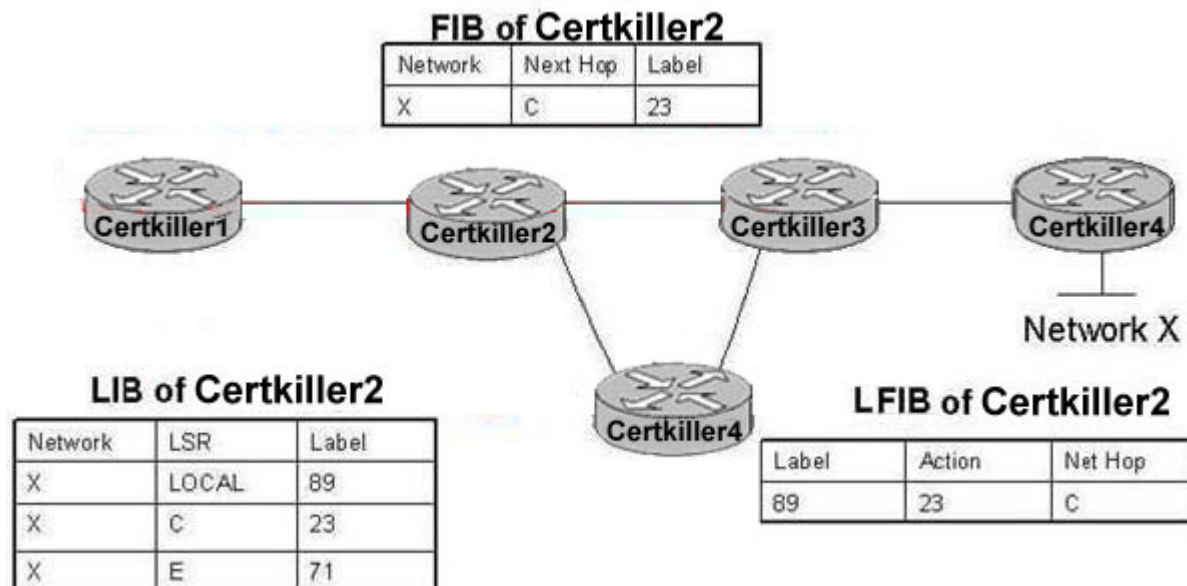 FIB of Certkiller2
Network Next Hop Label
X C 23
Certkiller1
Certkiller2
Certkiller3
Certkiller4
Network X
Certkiller4
LIB of Certkiller2
Network LSR Label
X LOCAL 89
X C 23
X E 71
LFIB of Certkiller2
Label Action Net Hop
89 23 C